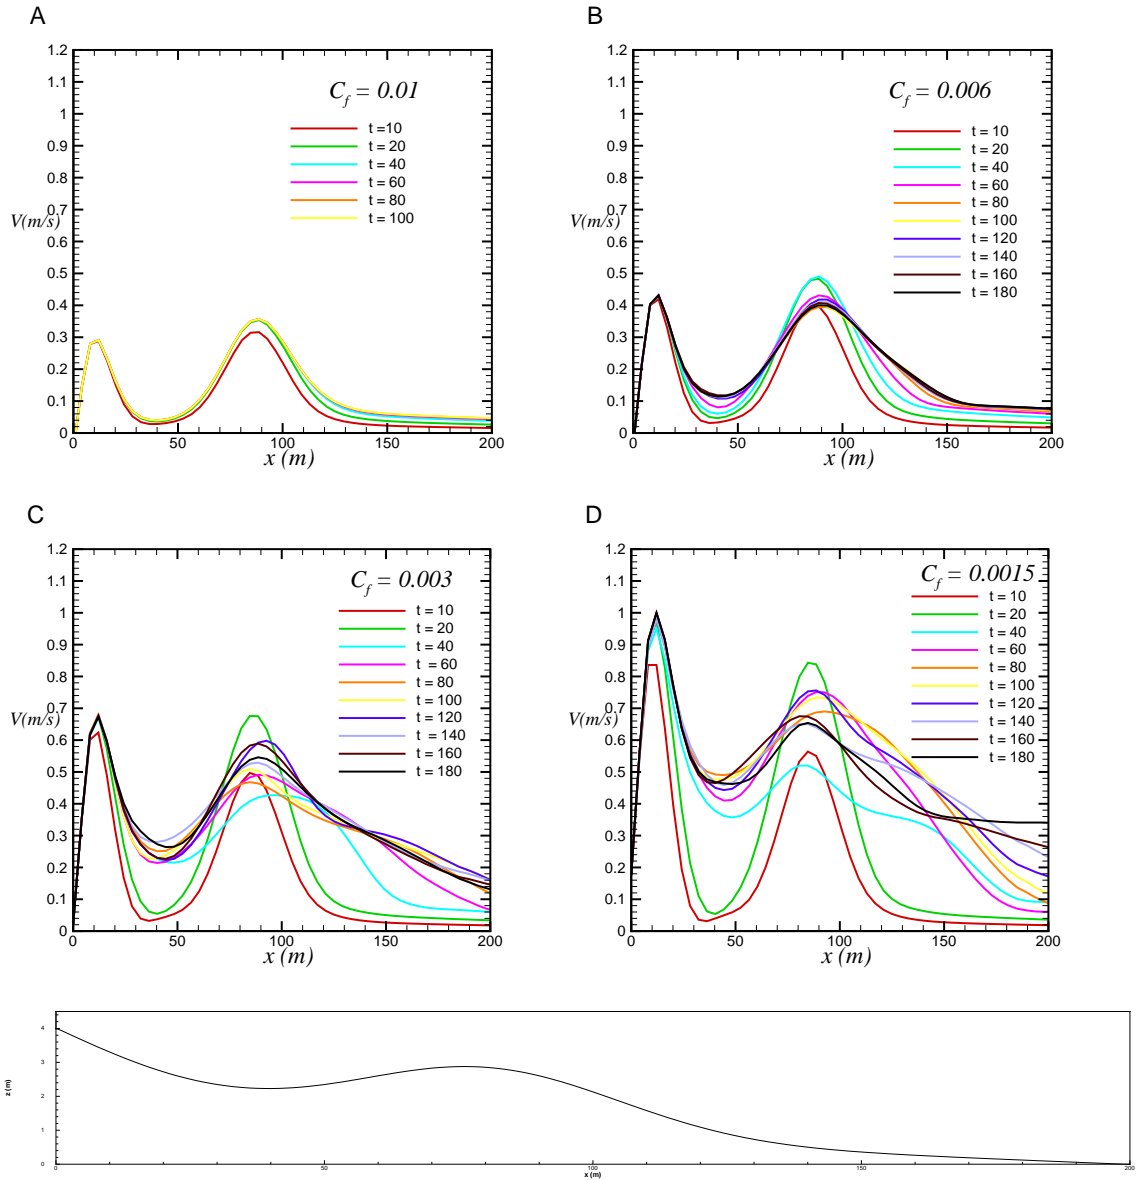 A
1.2
1.1
1
0.9
0.8
0.7
0.6
0.5
0.4
0.3
0.2
0.1
0
V(m/s)
C_f = 0.01
t =10
t = 20
t = 40
t = 60
t = 80
t = 100
0 50 100 150 200
x (m)
B
1.2
1.1
1
0.9
0.8
0.7
0.6
0.5
0.4
0.3
0.2
0.1
0
V(m/s)
C_f = 0.006
t = 10
t = 20
t = 40
t = 60
t = 80
t = 100
t = 120
t = 140
t = 160
t = 180
0 50 100 150 200
x (m)
C
1.2
1.1
1
0.9
0.8
0.7
0.6
0.5
0.4
0.3
0.2
0.1
0
V(m/s)
C_f = 0.003
t = 10
t = 20
t = 40
t = 60
t = 80
t = 100
t = 120
t = 140
t = 160
t = 180
0 50 100 150 200
x (m)
D
1.2
1.1
1
0.9
0.8
0.7
0.6
0.5
0.4
0.3
0.2
0.1
0
V(m/s)
C_f = 0.0015
t = 10
t = 20
t = 40
t = 60
t = 80
t = 100
t = 120
t = 140
t = 160
t = 180
0 50 100 150 200
x (m)
4
3
2
1
0
z (m)
0 50 100 150 200
x (m)